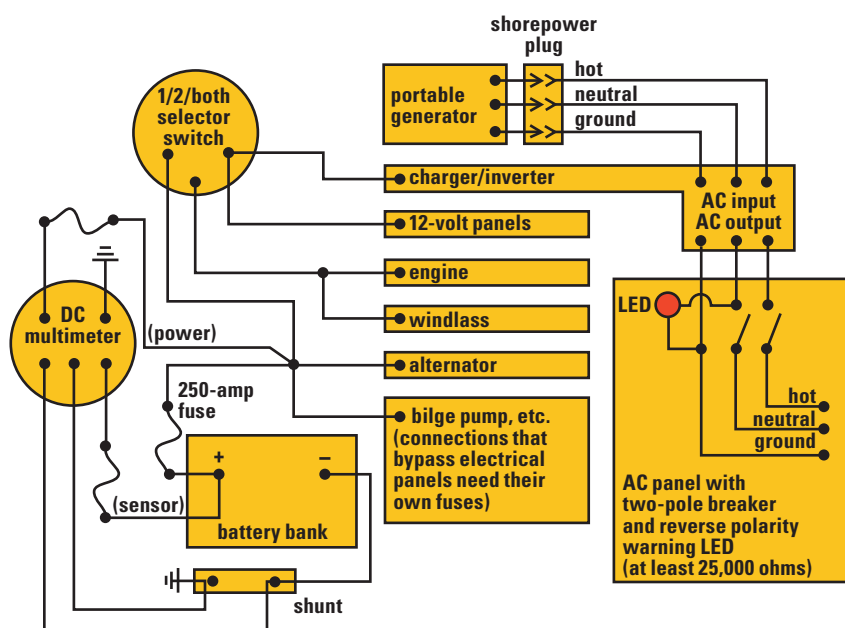 shorepower
plug
hot
neutral
ground
portable
generator
1/2/both
selector
switch
charger/inverter
AC input
AC output
12-volt panels
engine
LED
DC
multimeter
(power)
windlass
alternator
250-amp
fuse
bilge pump, etc.
(connections that
bypass electrical
panels need their
own fuses)
hot
neutral
ground
+
–
(sensor)
battery bank
AC panel with
two-pole breaker
and reverse polarity
warning LED
(at least 25,000 ohms)
shunt